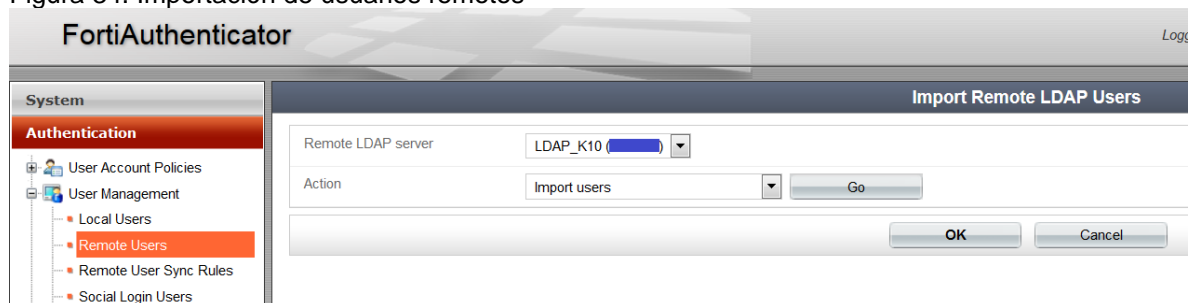 FortiAuthenticator
Logg
System
Import Remote LDAP Users
Authentication
Remote LDAP server
LDAP_K10 ( )
User Account Policies
Action
Import users
Go
User Management
Local Users
OK
Cancel
Remote Users
Remote User Sync Rules
Social Login Users